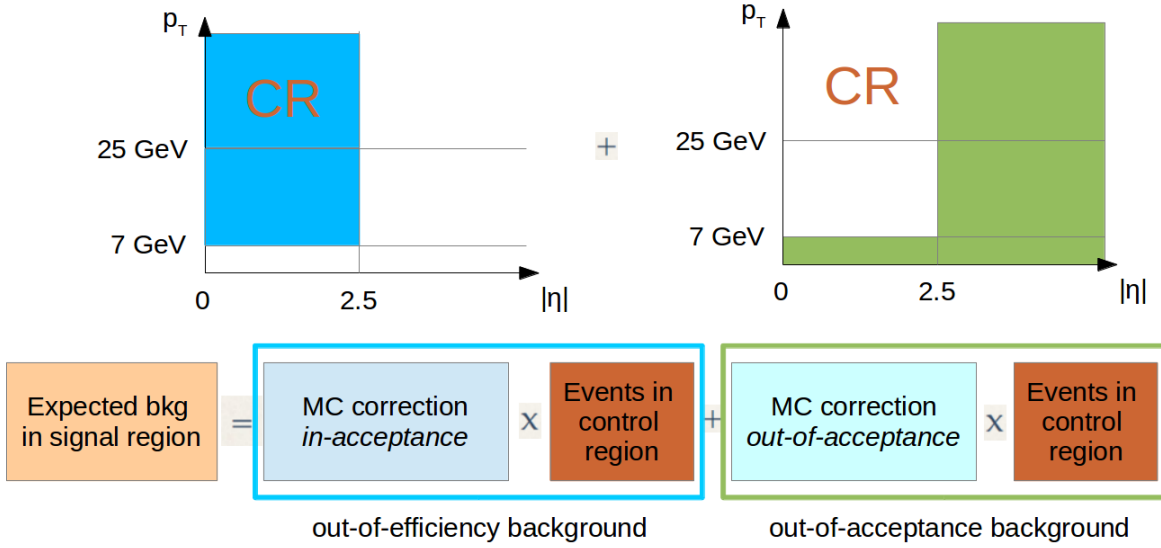 p_T
CR
25 GeV
7 GeV
0
2.5
|η|
+
p_T
CR
25 GeV
7 GeV
0
2.5
|η|
Expected bkg
in signal region
=
MC correction
in-acceptance
x
Events in
control
region
+
MC correction
out-of-acceptance
x
Events in
control
region
out-of-efficiency background
out-of-acceptance background